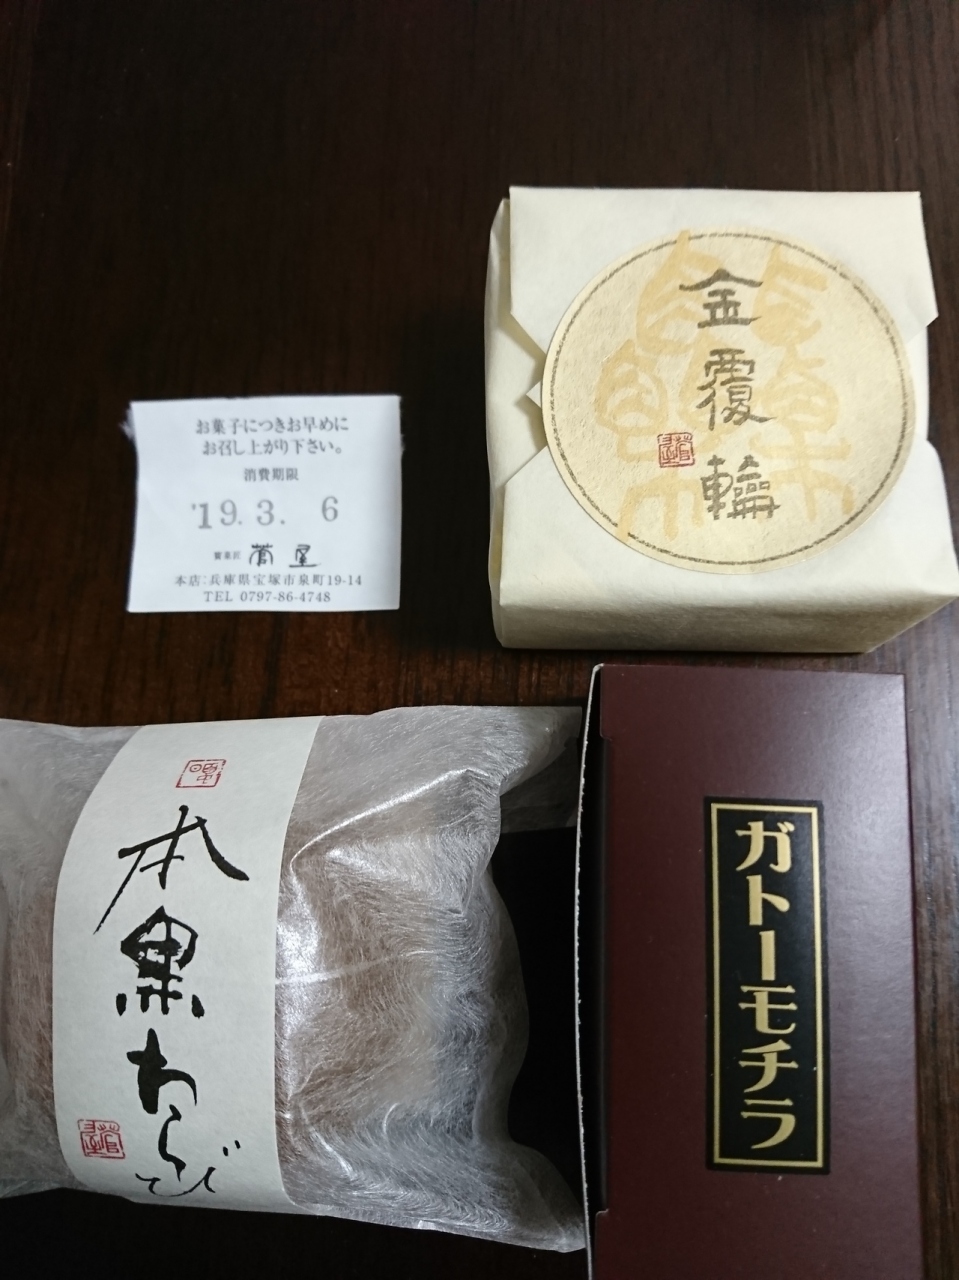 お菓子につきお早めに
お召し上がり下さい。
消費期限
'19. 3. 6
菅屋
本店:兵庫県宝塚市泉町19-14
TEL 0797-86-4748
金覆輪
本黒わらび
ガトーモチラ